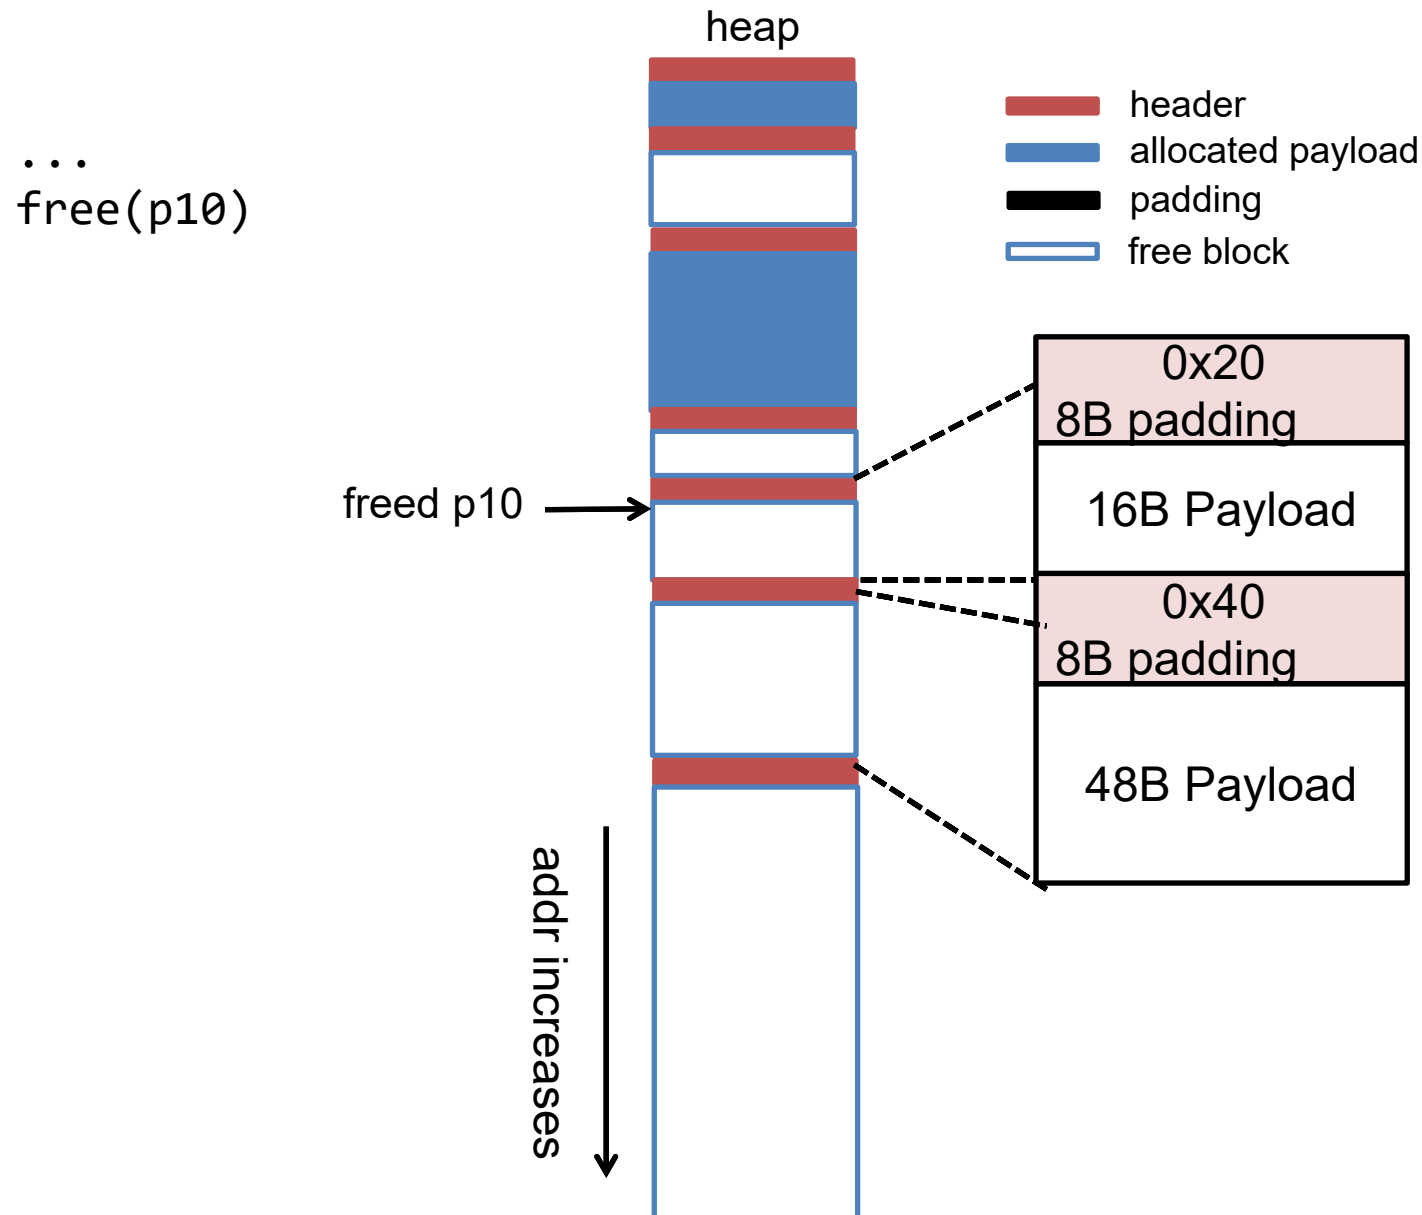 heap
...
free(p10)
header
allocated payload
padding
free block
0x20
8B padding
16B Payload
freed p10
0x40
8B padding
48B Payload
addr increases